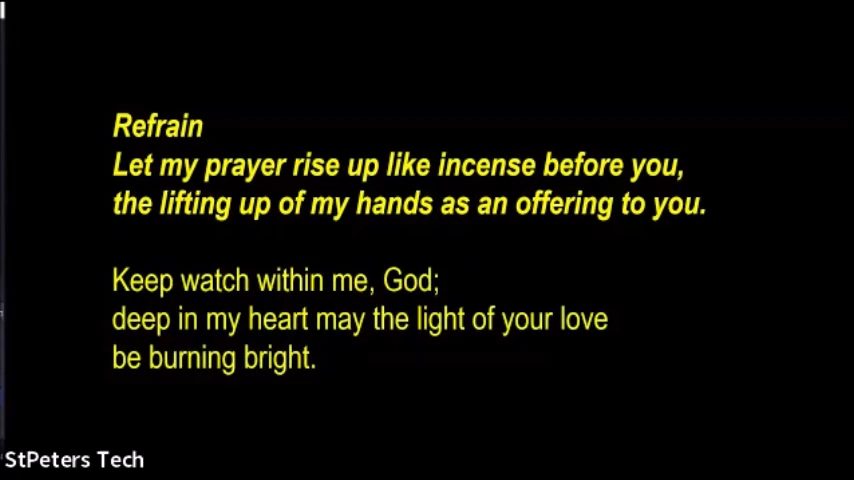 Refrain
Let my prayer rise up like incense before you,
the lifting up of my hands as an offering to you.
Keep watch within me, God;
deep in my heart may the light of your love
be burning bright.
StPeters Tech